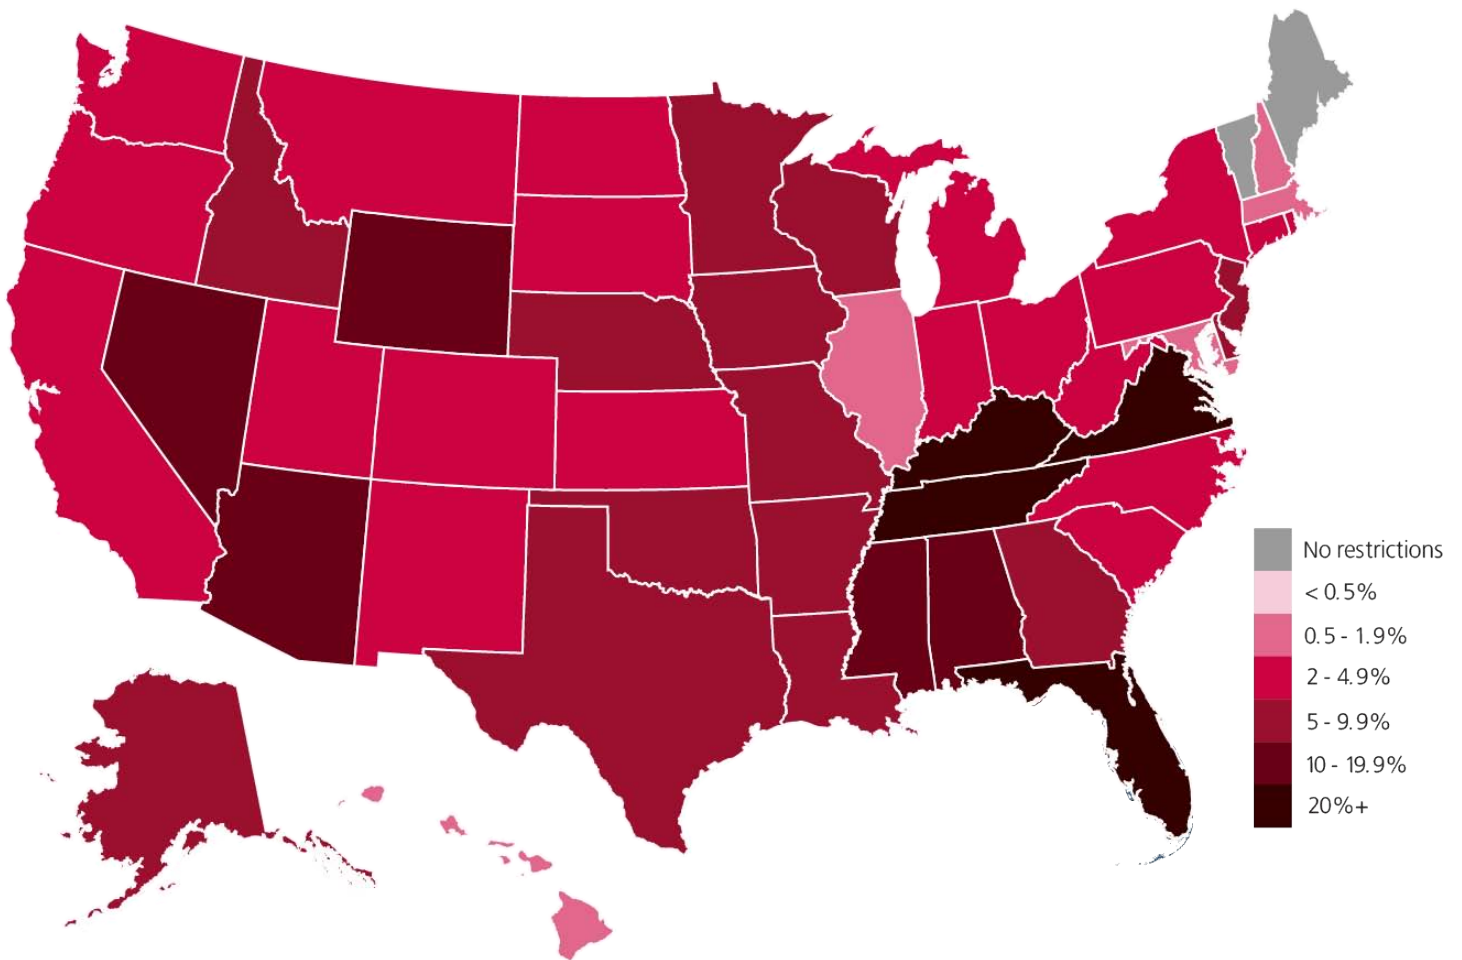 No restrictions
< 0.5%
0.5 - 1.9%
2 - 4.9%
5 - 9.9%
10 - 19.9%
20%+